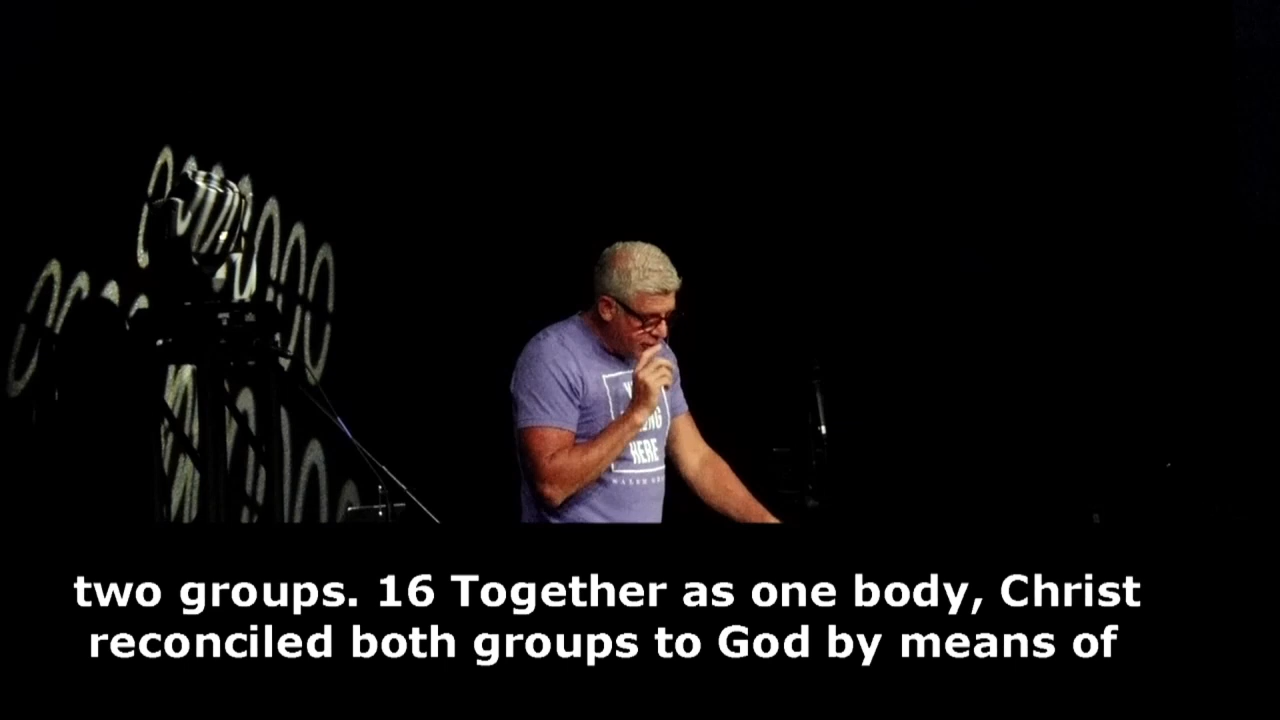 HERE
two groups. 16 Together as one body, Christ
reconciled both groups to God by means of